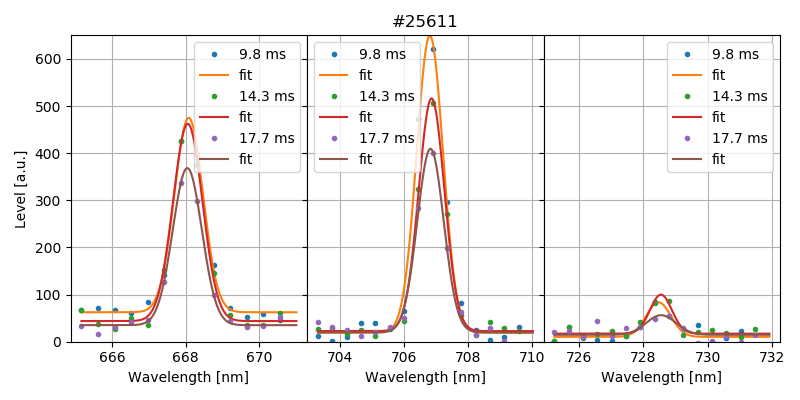 #25611
9.8 ms
fit
14.3 ms
fit
17.7 ms
fit
9.8 ms
fit
14.3 ms
fit
17.7 ms
fit
9.8 ms
fit
14.3 ms
fit
17.7 ms
fit
Level [a.u.]
600
500
400
300
200
100
0
666 668 670
704 706 708 710
726 728 730 732
Wavelength [nm]
Wavelength [nm]
Wavelength [nm]